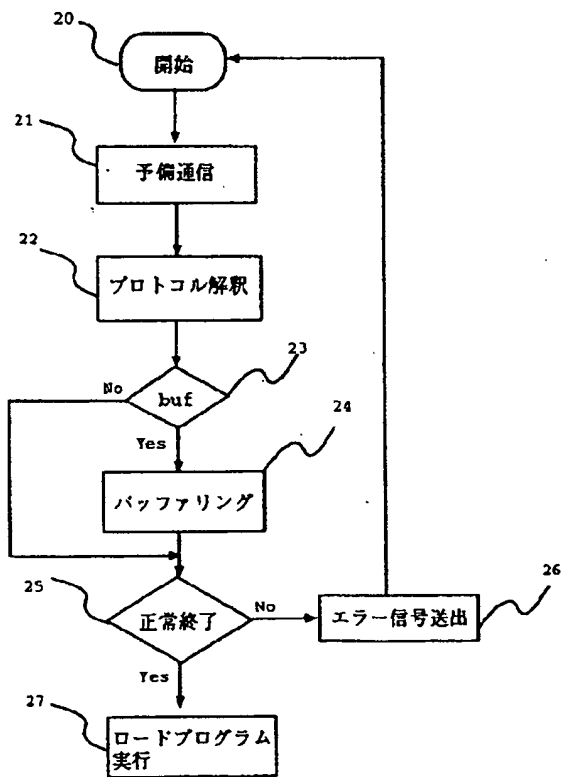 20
開始
21
予備通信
22
プロトコル解釈
23
No
buf
Yes
24
バッファリング
25
正常終了
No
26
エラー信号送出
Yes
27
ロードプログラム
実行